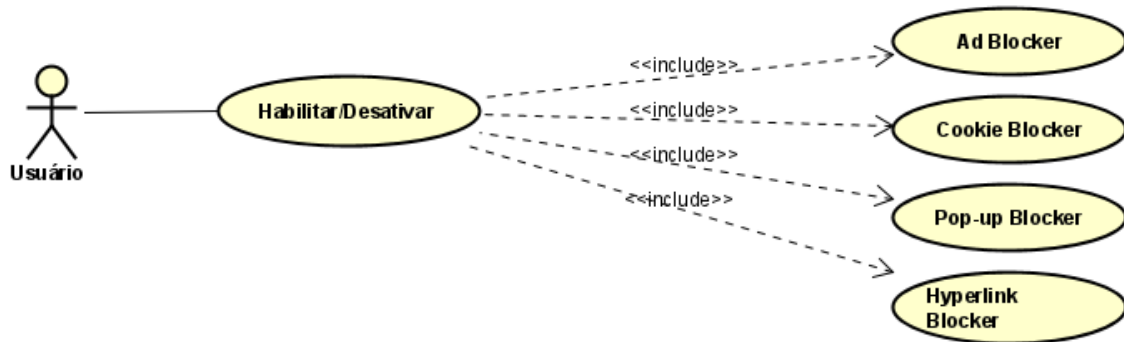 Ad Blocker
<<include>>
Habilitar/Desativar
<<include>>
Cookie Blocker
<<include>>
Usuário
<<include>>
Pop-up Blocker
Hyperlink
Blocker